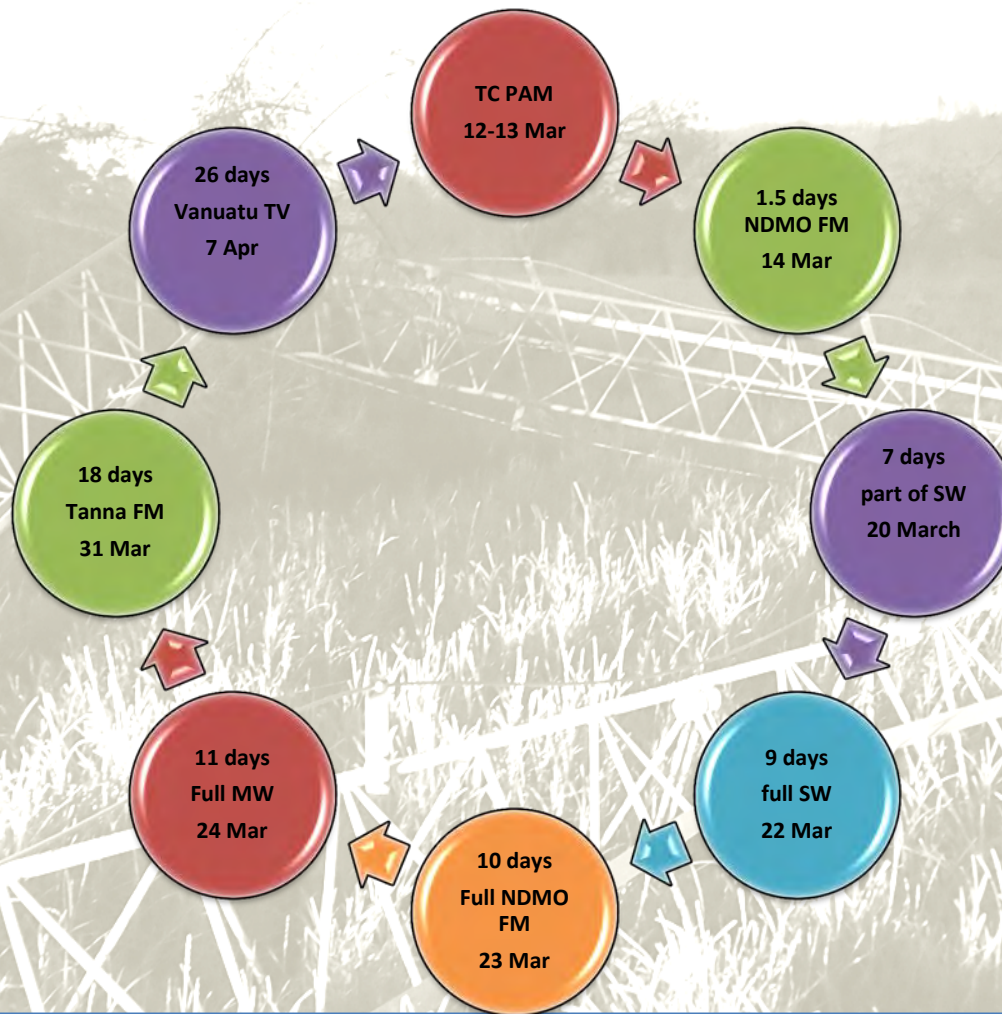 TC PAM
12-13 Mar
1.5 days
NDMO FM
14 Mar
7 days
part of SW
20 March
9 days
full SW
22 Mar
10 days
Full NDMO
FM
23 Mar
11 days
Full MW
24 Mar
18 days
Tanna FM
31 Mar
26 days
Vanuatu TV
7 Apr